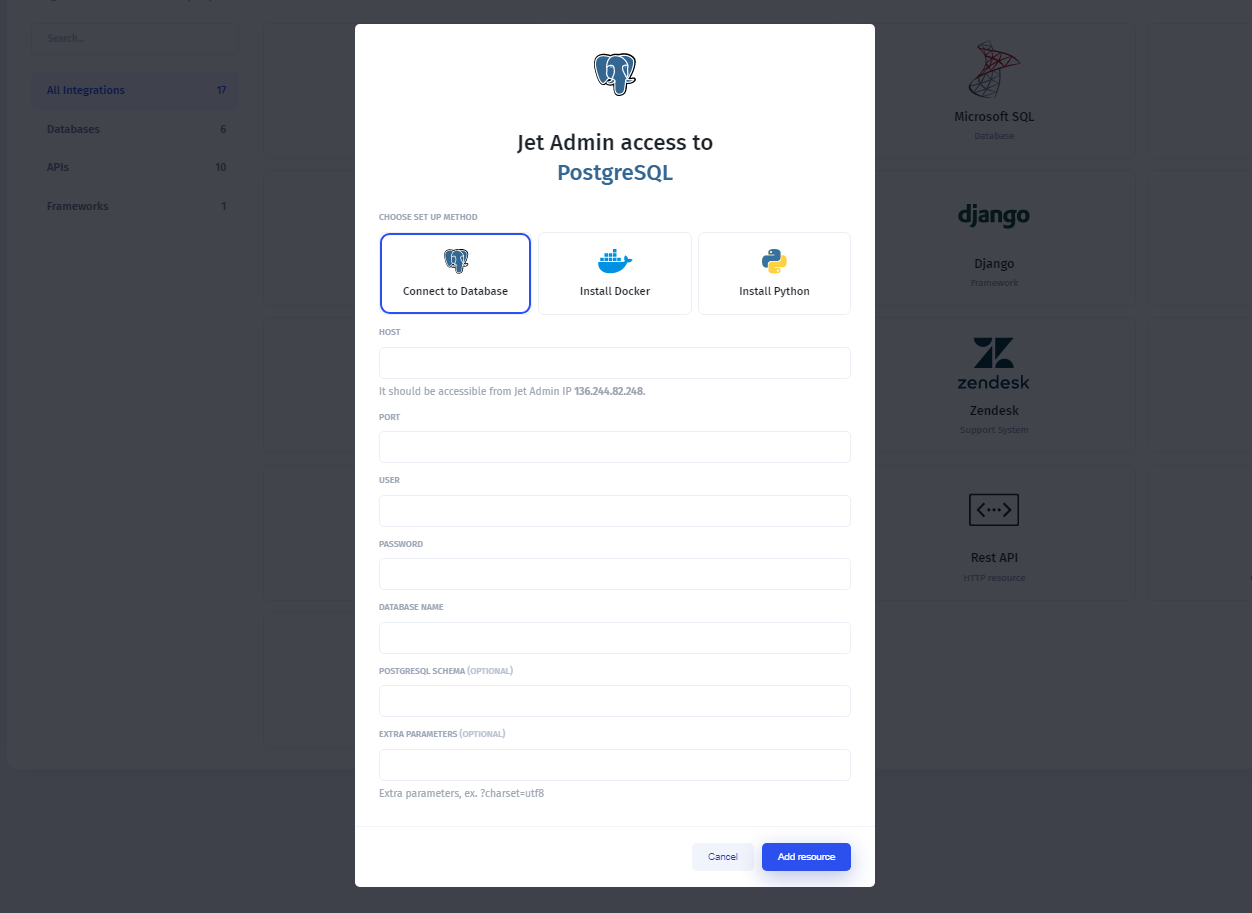 Search...
All Integrations 17
Databases 6
APIs 10
Frameworks 1
Jet Admin access to
PostgreSQL
CHOOSE SET UP METHOD
Connect to Database
Install Docker
Install Python
HOST
It should be accessible from Jet Admin IP 136.244.82.248.
PORT
USER
PASSWORD
DATABASE NAME
POSTGRESQL SCHEMA (OPTIONAL)
EXTRA PARAMETERS (OPTIONAL)
Extra parameters, ex. ?charset=utf8
Cancel
Add resource
Microsoft SQL
Database
django
Django
Framework
zendesk
Zendesk
Support System
<···>
Rest API
HTTP resource